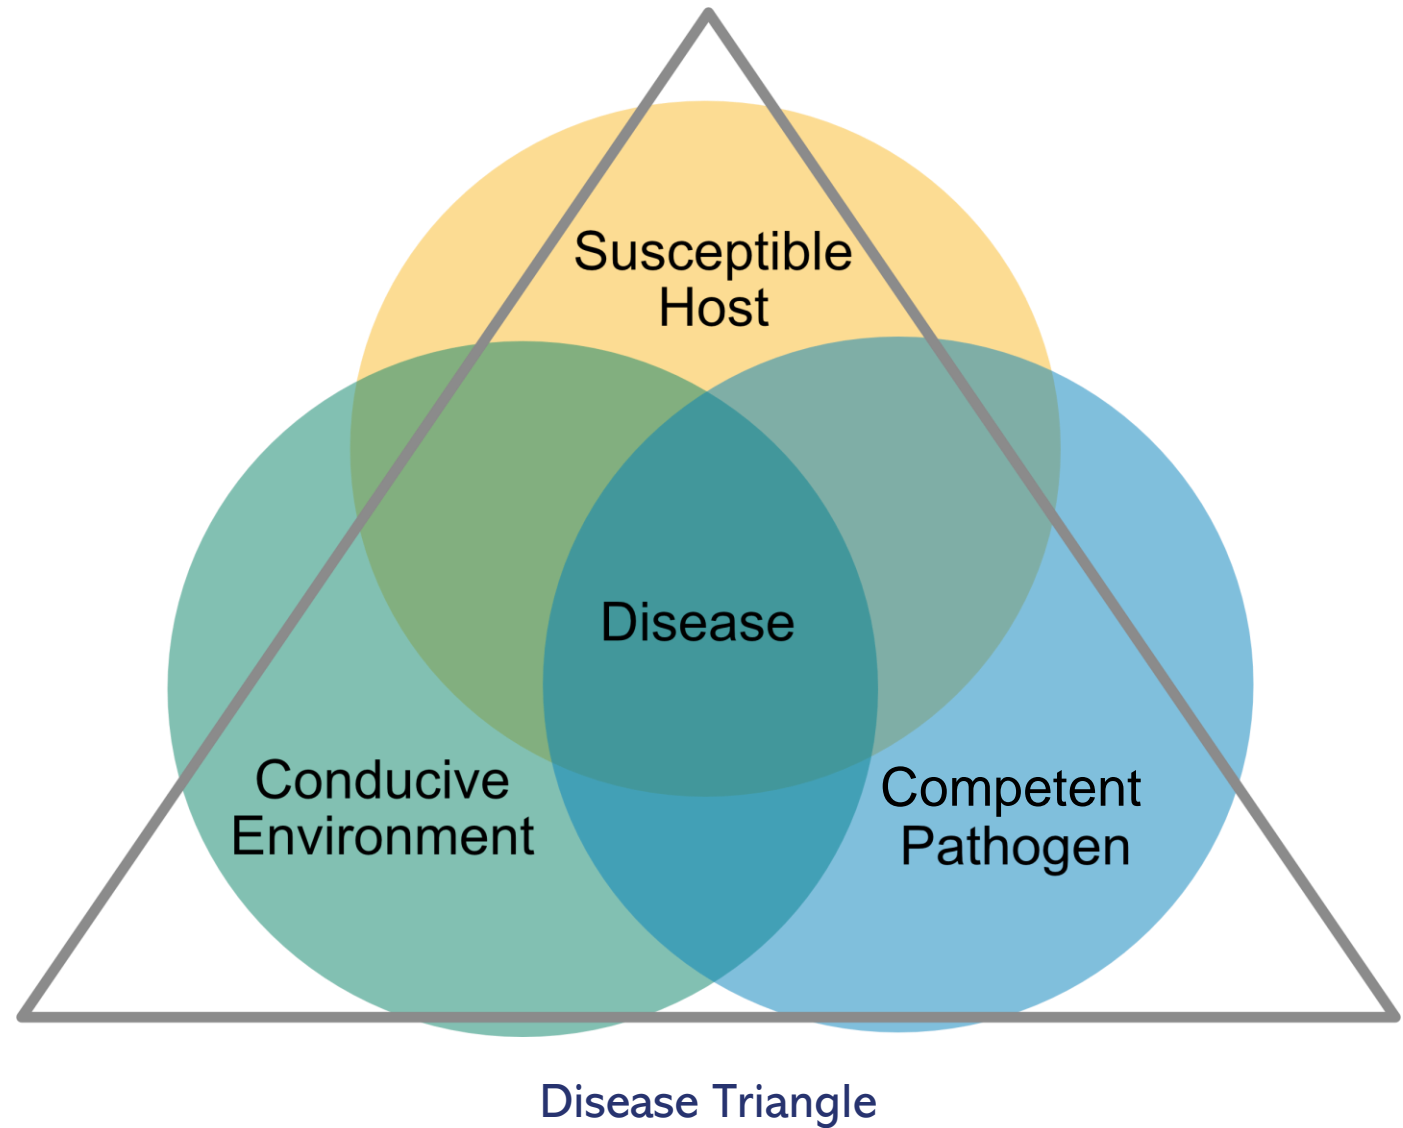 Susceptible
Host
Disease
Conducive
Environment
Competent
Pathogen
Disease Triangle